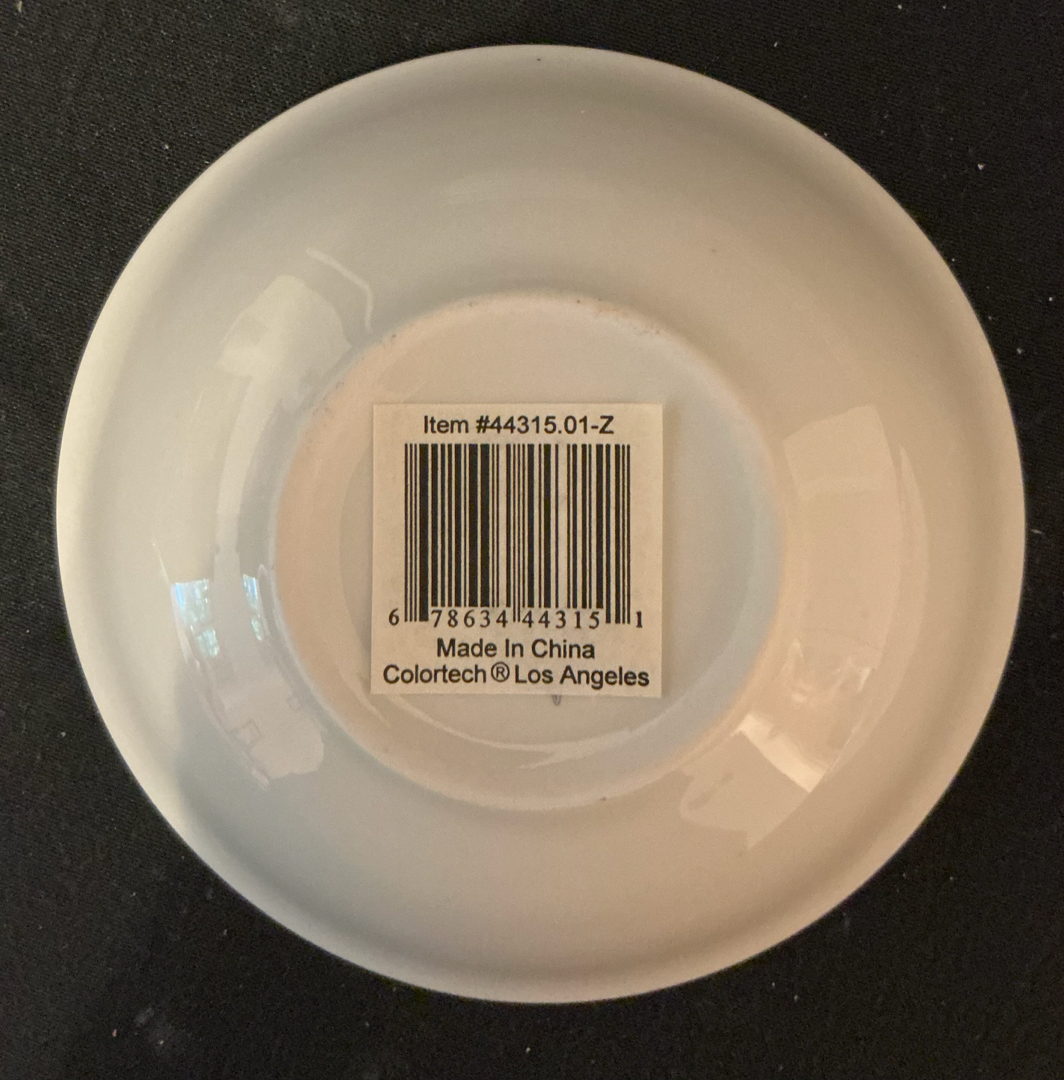 Item #44315.01-Z
6 78634 44315 1
Made In China
Colortech® Los Angeles